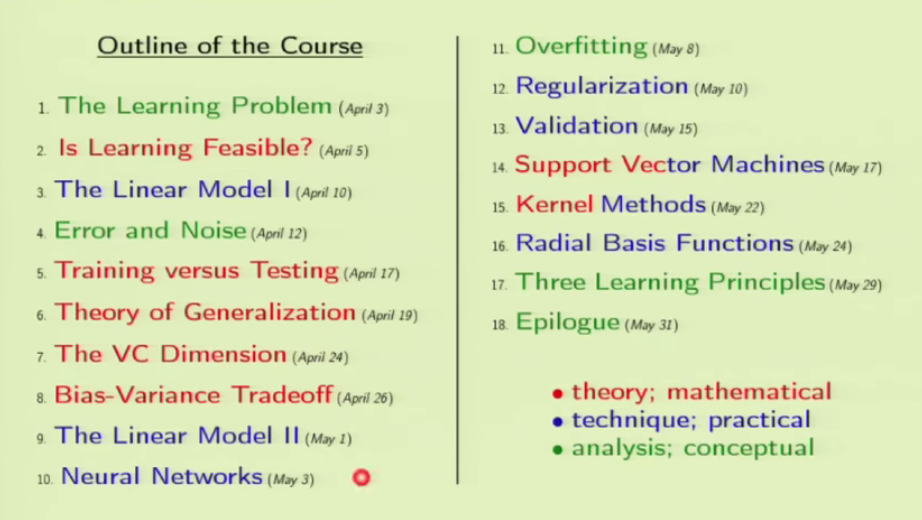 Outline of the Course
1. The Learning Problem (April 3)
2. Is Learning Feasible? (April 5)
3. The Linear Model I (April 10)
4. Error and Noise (April 12)
5. Training versus Testing (April 17)
6. Theory of Generalization (April 19)
7. The VC Dimension (April 24)
8. Bias-Variance Tradeoff (April 26)
9. The Linear Model II (May 1)
10. Neural Networks (May 3)
11. Overfitting (May 8)
12. Regularization (May 10)
13. Validation (May 15)
14. Support Vector Machines (May 17)
15. Kernel Methods (May 22)
16. Radial Basis Functions (May 24)
17. Three Learning Principles (May 29)
18. Epilogue (May 31)
• theory; mathematical
• technique; practical
• analysis; conceptual